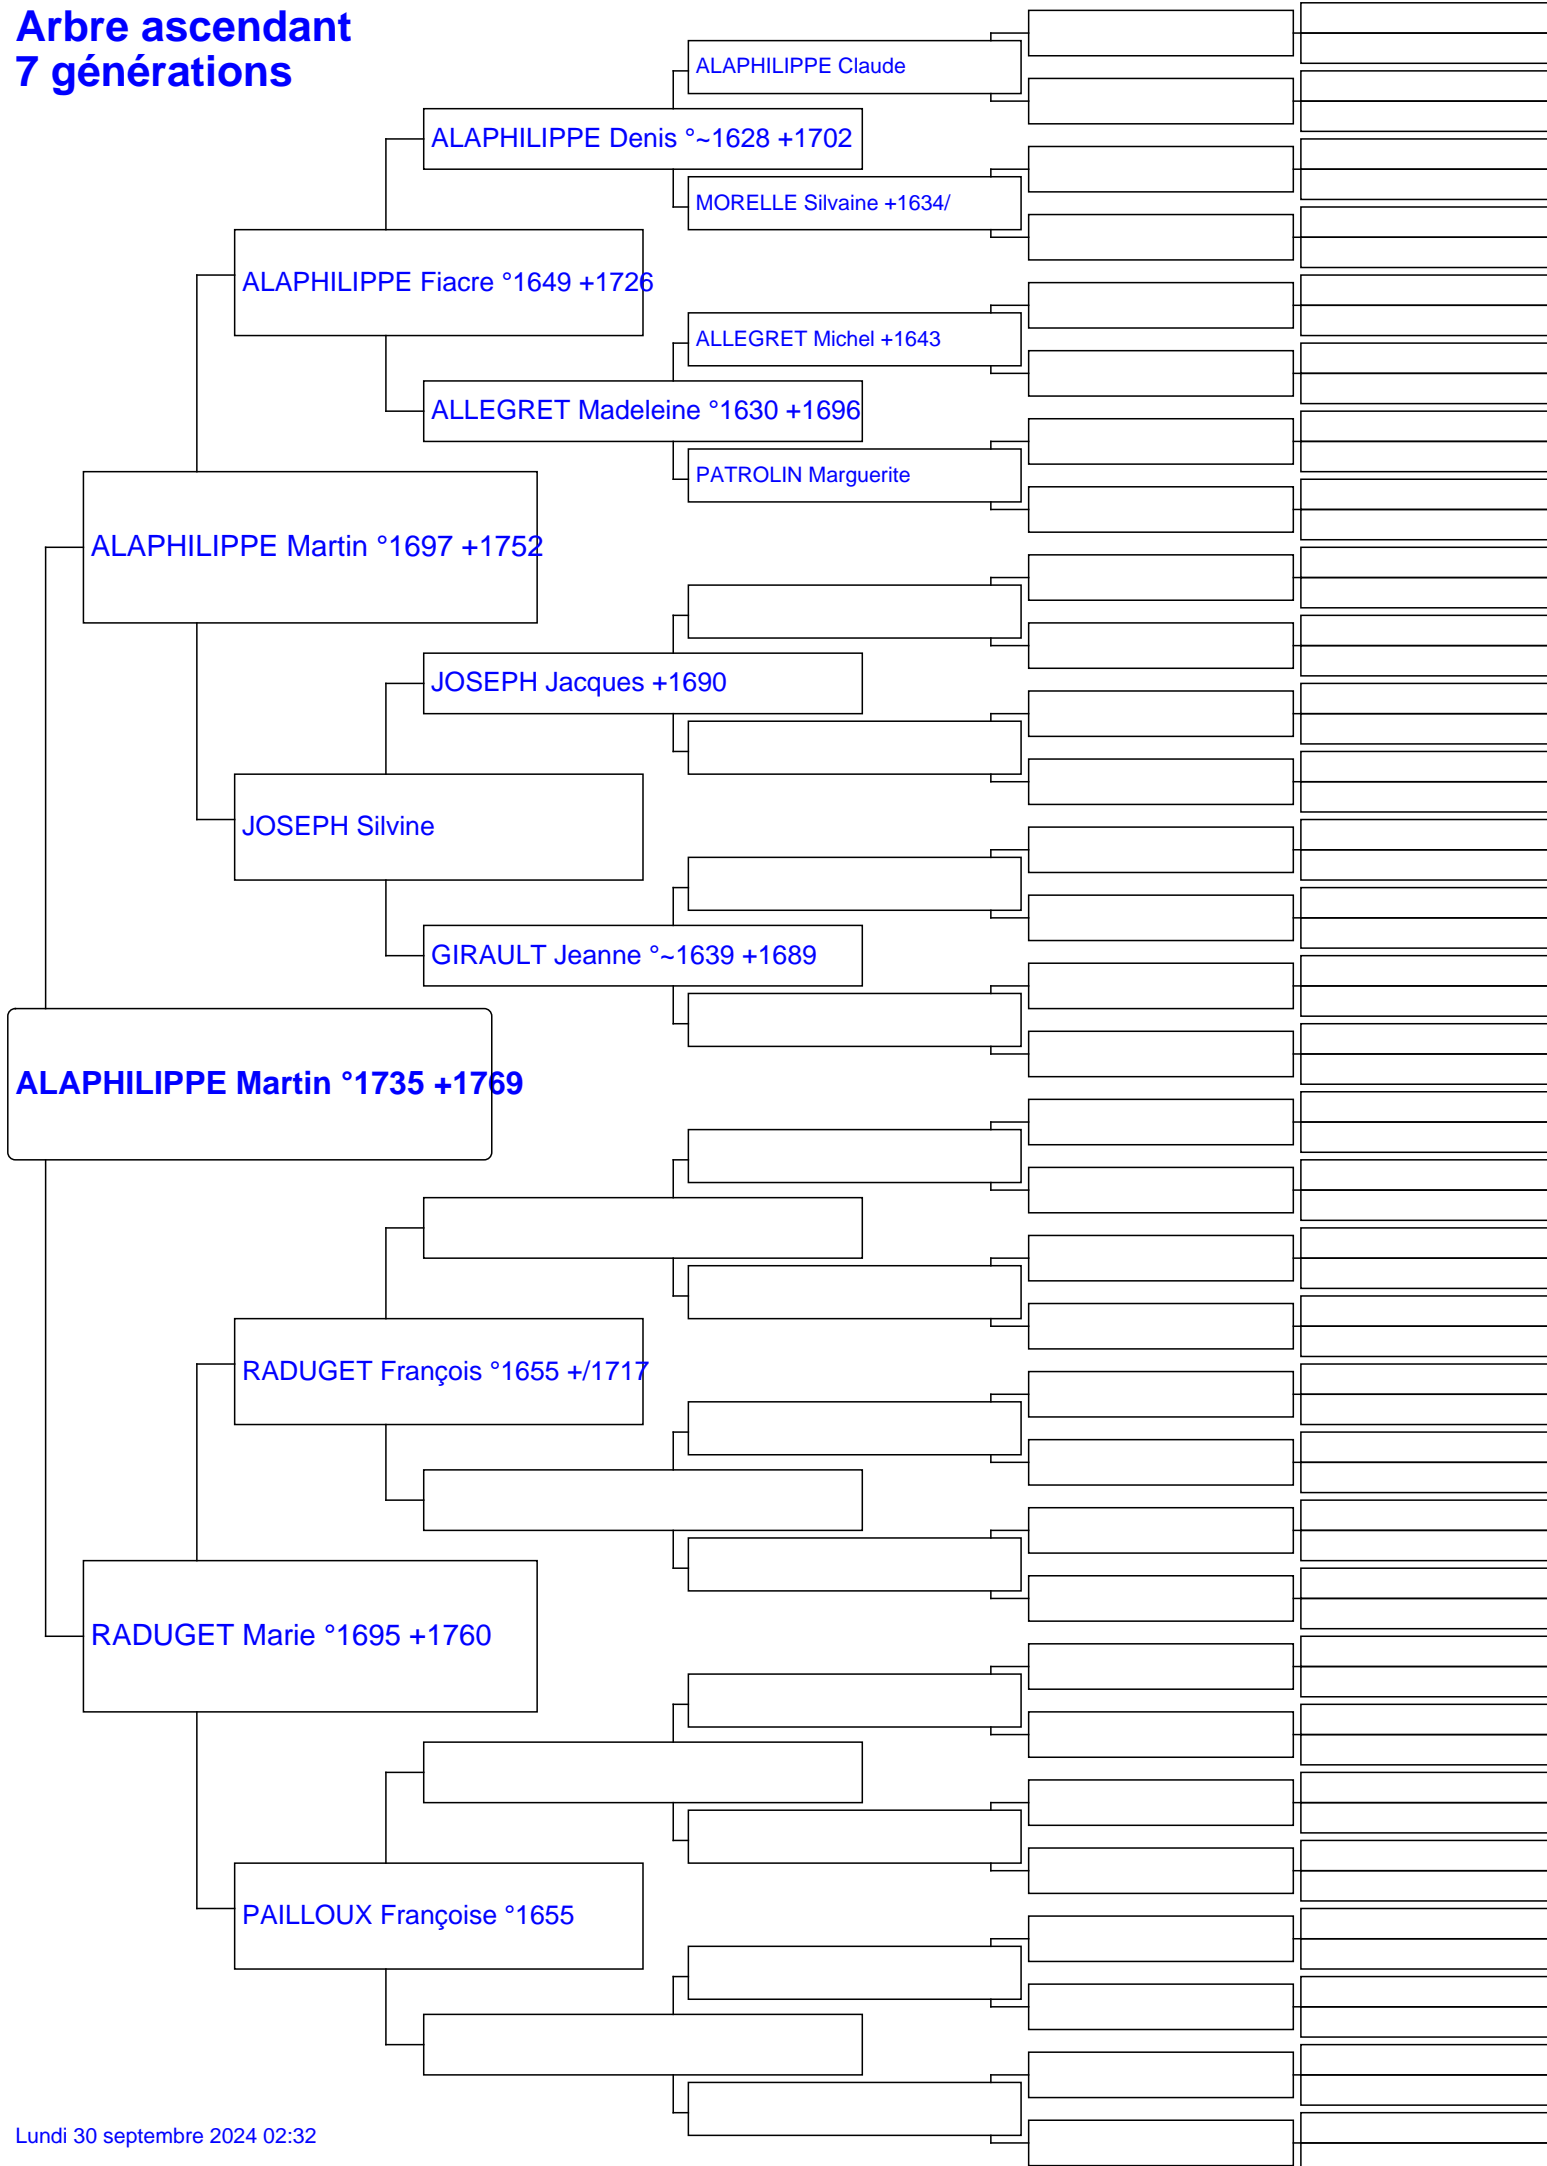 Arbre ascendant
7 générations
ALAPHILIPPE Claude
ALAPHILIPPE Denis °~1628 +1702
MORELLE Silvaine +1634/
ALAPHILIPPE Fiacre °1649 +1726
ALLEGRET Michel +1643
ALLEGRET Madeleine °1630 +1696
PATROLIN Marguerite
ALAPHILIPPE Martin °1697 +1752
JOSEPH Jacques +1690
JOSEPH Silvine
GIRAULT Jeanne °~1639 +1689
ALAPHILIPPE Martin °1735 +1769
RADUGET François °1655 +/1717
RADUGET Marie °1695 +1760
PAILLOUX Françoise °1655
Lundi 30 septembre 2024 02:32